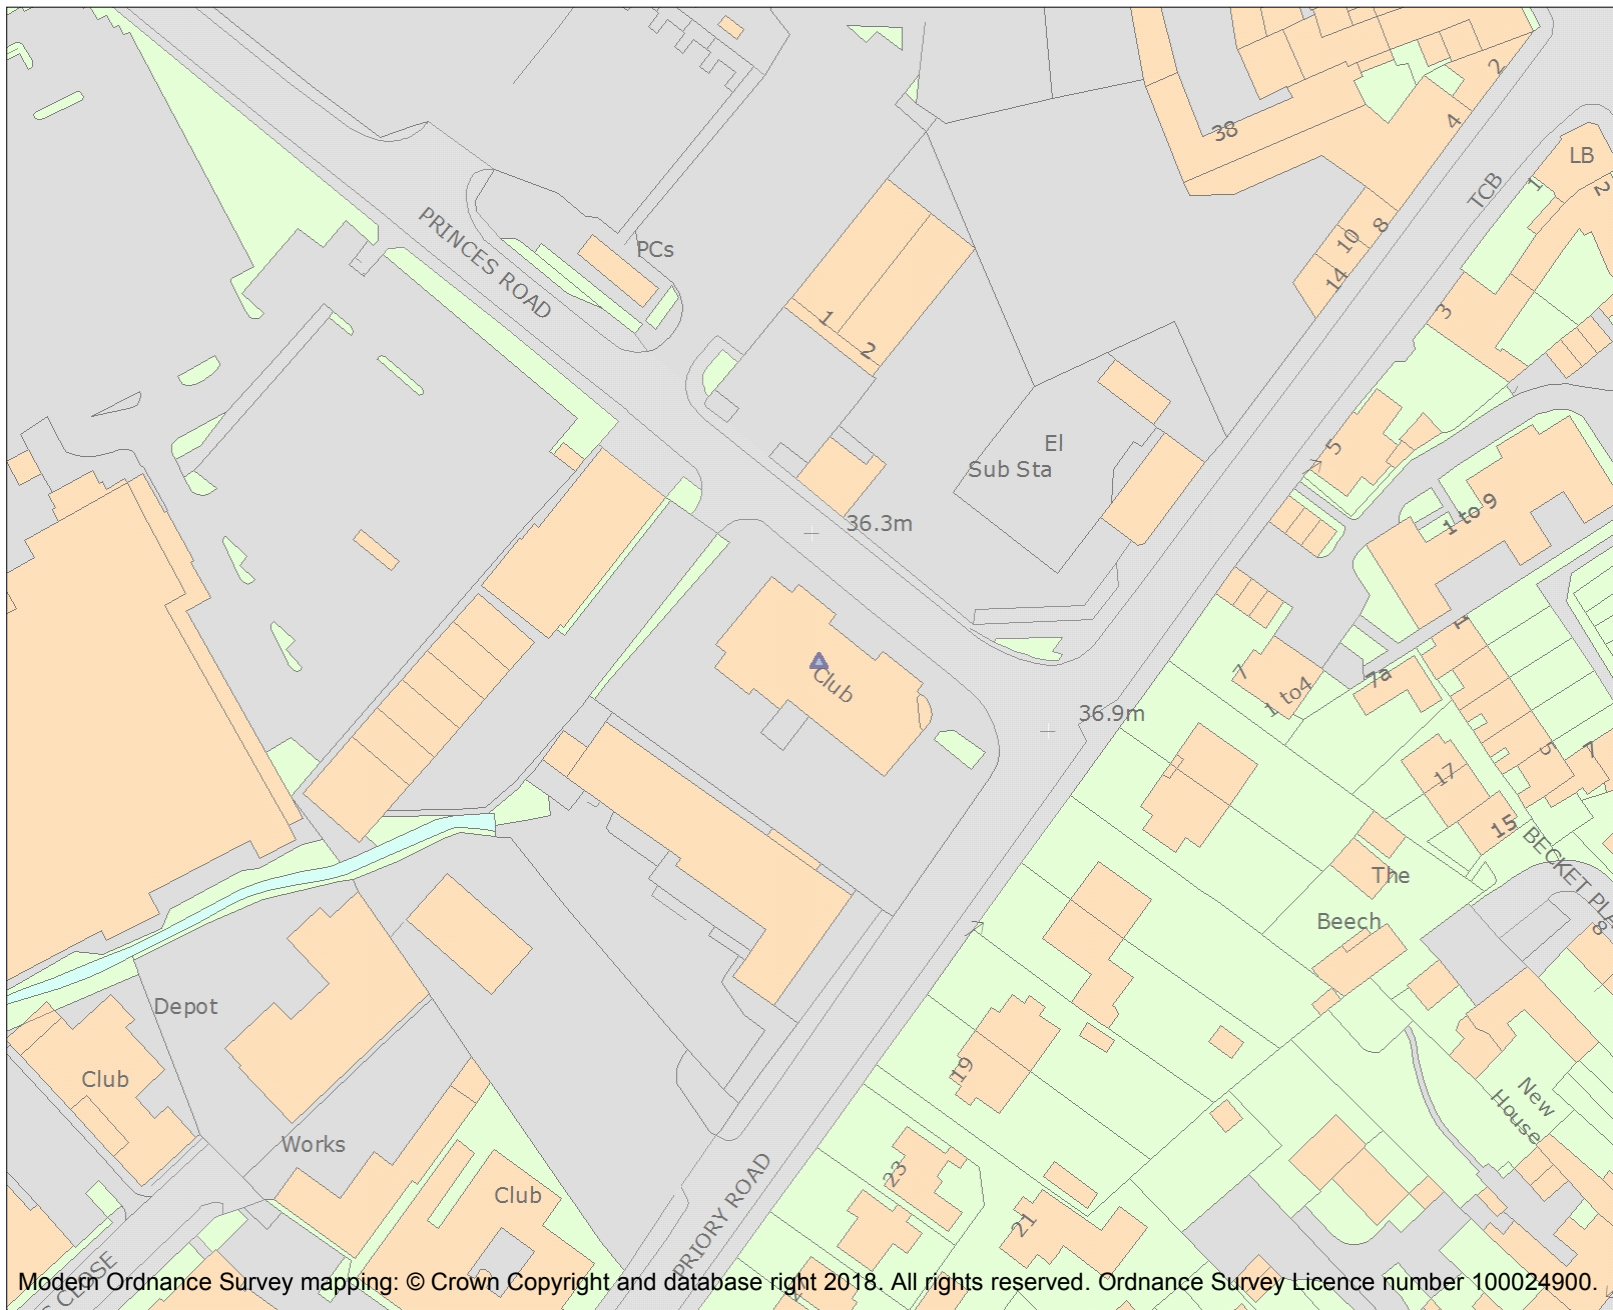 2
4
38
LB
TCB
1
2
PRINCES ROAD
PCs
8
10
14
3
1
2
El
Sub Sta
5
1 to 9
36.3m
1
Club
7
1 to4
7a
36.9m
5
7
17
15
BECKET PLA
The
Beech
8
Depot
Club
19
New
House
Works
Club
23
21
PRIORY ROAD
S CLOSE
Modern Ordnance Survey mapping: © Crown Copyright and database right 2018. All rights reserved. Ordnance Survey Licence number 100024900.